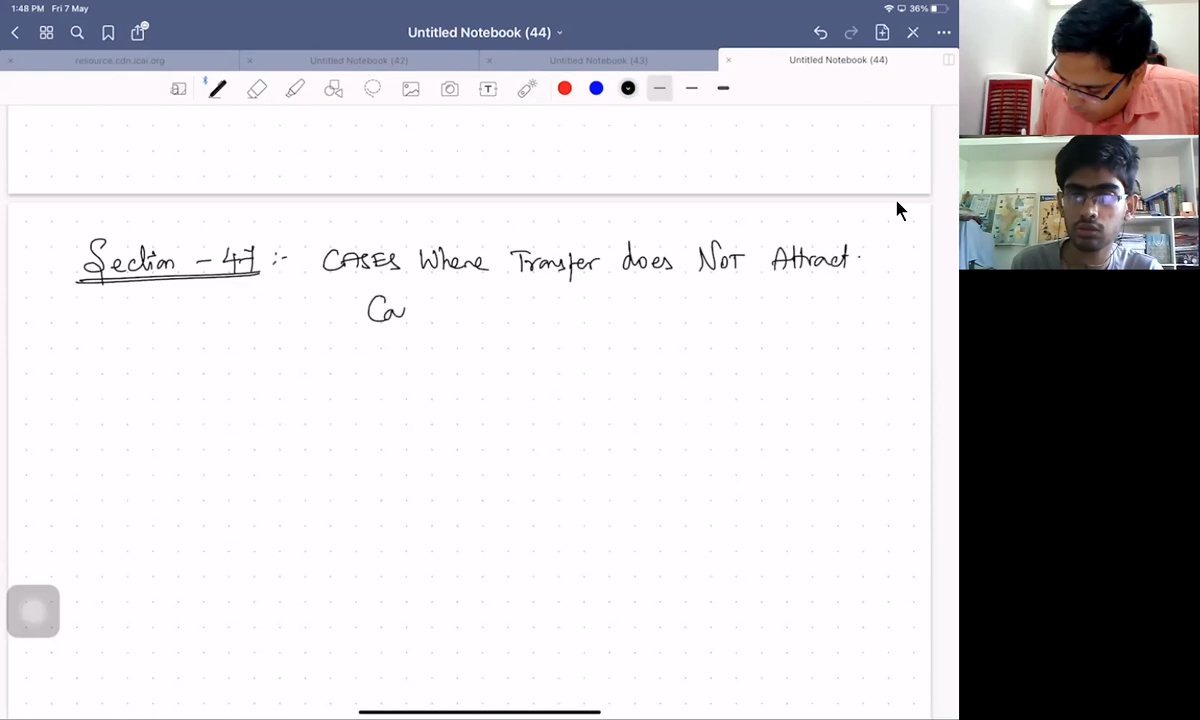 1:48 PM Fri 7 May
36%
Untitled Notebook (44)
resource.cdn.icai.org
Untitled Notebook (42)
Untitled Notebook (43)
Untitled Notebook (44)
Section - 47 :- CASES Where Transfer does NOT Attract.
Ca